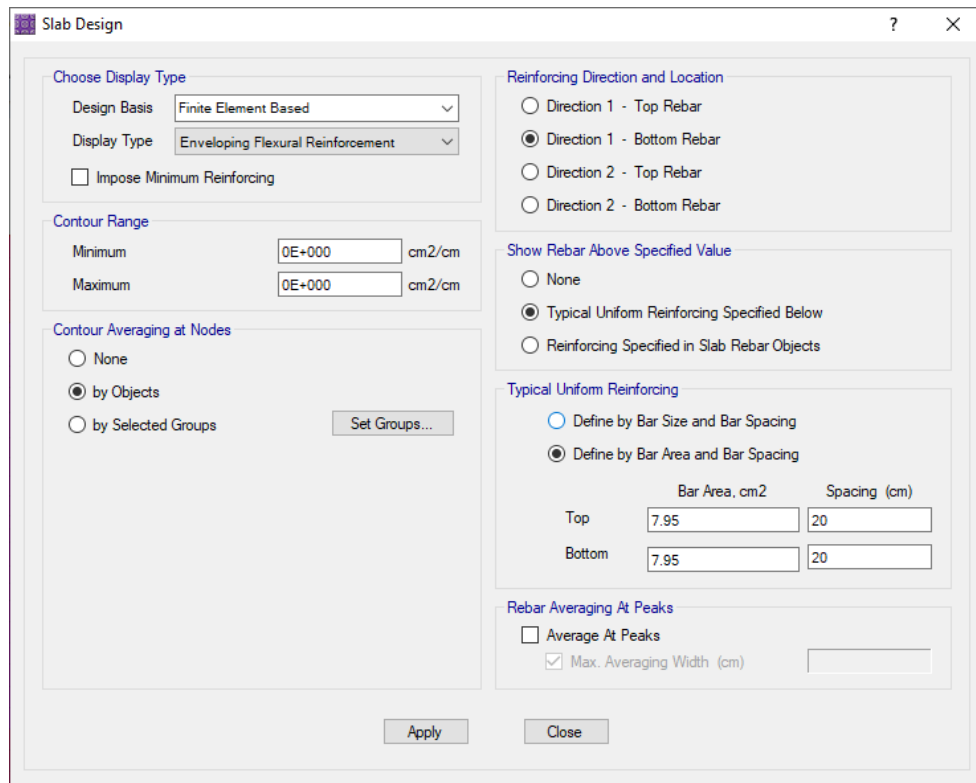 Slab Design
?
Choose Display Type
Design Basis Finite Element Based
Display Type Enveloping Flexural Reinforcement
Impose Minimum Reinforcing
Contour Range
Minimum 0E+000 cm2/cm
Maximum 0E+000 cm2/cm
Contour Averaging at Nodes
None
by Objects
by Selected Groups Set Groups...
Reinforcing Direction and Location
Direction 1 - Top Rebar
Direction 1 - Bottom Rebar
Direction 2 - Top Rebar
Direction 2 - Bottom Rebar
Show Rebar Above Specified Value
None
Typical Uniform Reinforcing Specified Below
Reinforcing Specified in Slab Rebar Objects
Typical Uniform Reinforcing
Define by Bar Size and Bar Spacing
Define by Bar Area and Bar Spacing
Bar Area, cm2 Spacing (cm)
Top 7.95 20
Bottom 7.95 20
Rebar Averaging At Peaks
Average At Peaks
Max. Averaging Width (cm)
Apply Close